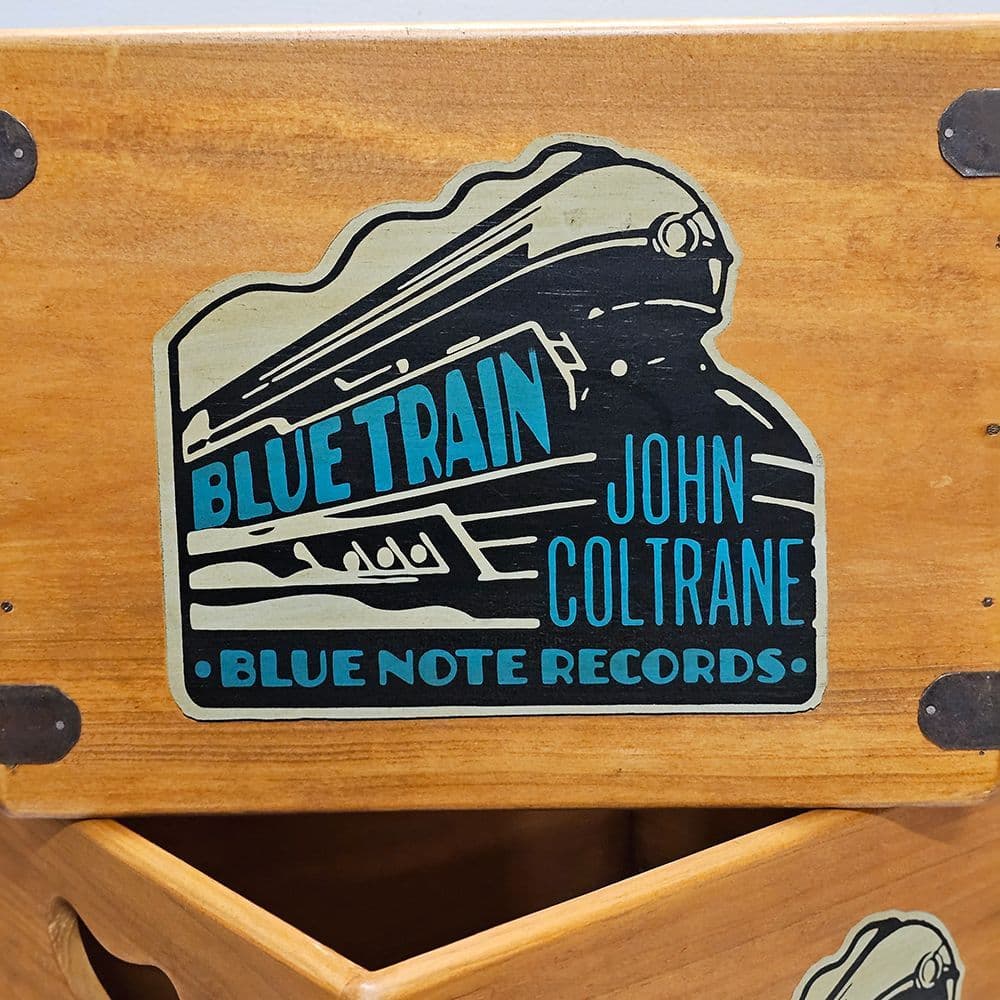 BLUE TRAIN
JOHN
COLTRANE
• BLUE NOTE RECORDS •